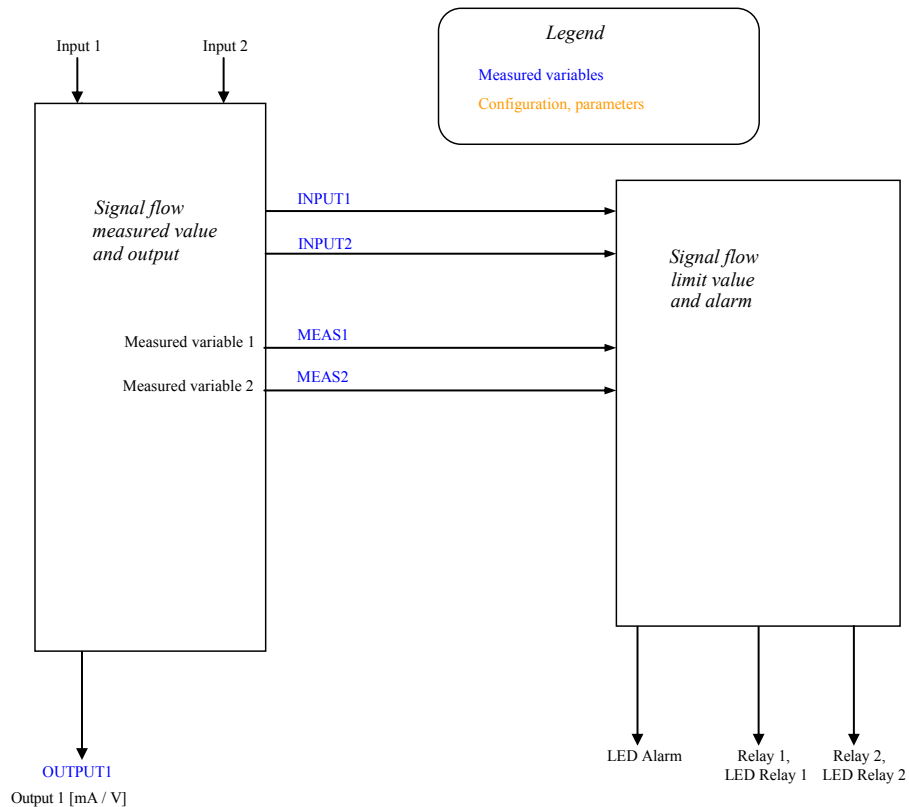 Input 1
Input 2
Legend
Measured variables
Configuration, parameters
Signal flow
measured value
and output
INPUT1
INPUT2
Signal flow
limit value
and alarm
Measured variable 1
MEAS1
Measured variable 2
MEAS2
LED Alarm
Relay 1,
LED Relay 1
Relay 2,
LED Relay 2
OUTPUT1
Output 1 [mA / V]